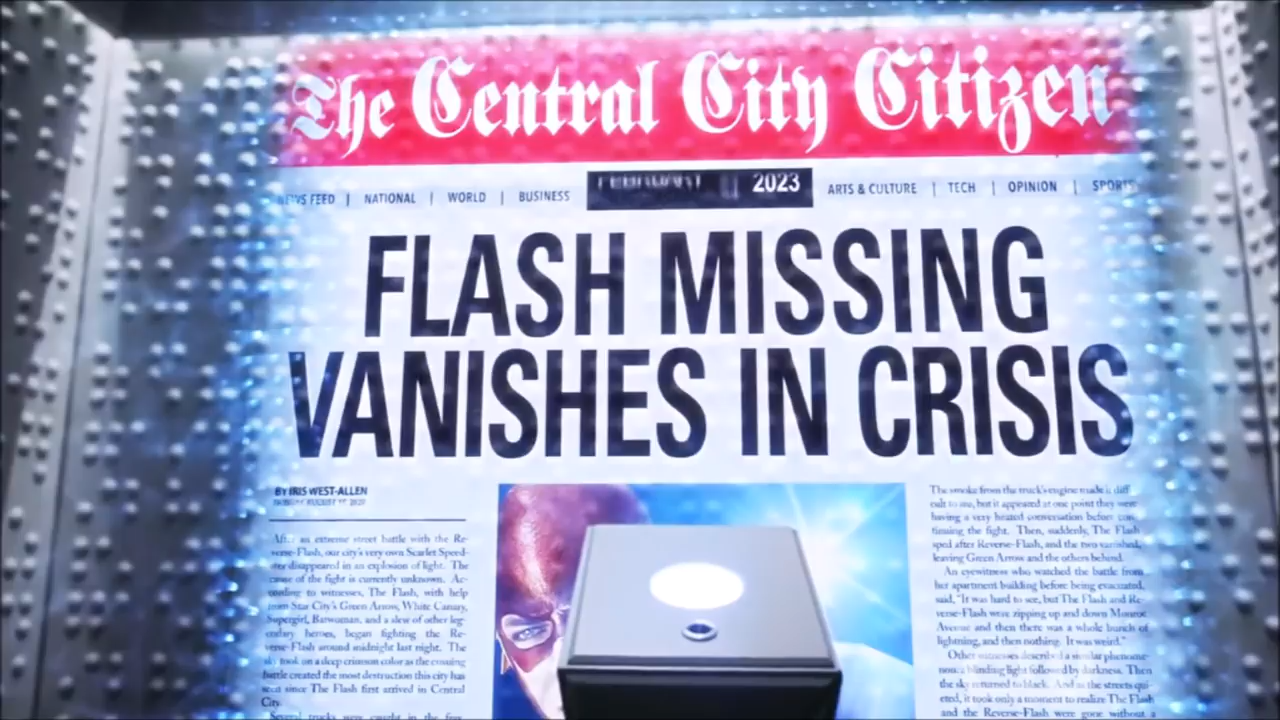 The Central City Citizen
NEWS FEED | NATIONAL | WORLD | BUSINESS
2023
ARTS & CULTURE | TECH | OPINION | SPORTS
FLASH MISSING
VANISHES IN CRISIS
BY IRIS WEST-ALLEN
After an extreme street battle with the Re-
verse-Flash, our city's very own Scarlet Speed-
ster disappeared in an explosion of light. The
cause of the fight is currently unknown. Ac-
cording to witnesses, The Flash, with help
from Star City's Green Arrow, White Canary,
Supergirl, Batwoman, and a slew of other leg-
endary heroes, began fighting the Re-
verse-Flash around midnight last night. The
sky took on a deep crimson color as the ensuing
battle created the most destruction this city has
seen since The Flash first arrived in Central
City.
Several trucks were caught in the
The smoke from the truck's engine made it diff
cult to see, but it appeared at one point they were
having a very heated conversation before con-
tinuing the fight. Then, suddenly, The Flash
sped after Reverse-Flash, and the two vanished,
leaving Green Arrow and the others behind.
An eyewitness who watched the battle from
her apartment building before being evacuated,
said, "It was hard to see, but The Flash and Re-
verse-Flash were zipping up and down Monroe
Avenue and then there was a whole bunch of
lightning, and then nothing. It was weird."
Other witnesses described a similar phenome-
non: a blinding light followed by darkness. Then
the sky returned to black. And as the streets qui-
eted, it took only a moment to realize The Flash
and the Reverse-Flash were gone without a